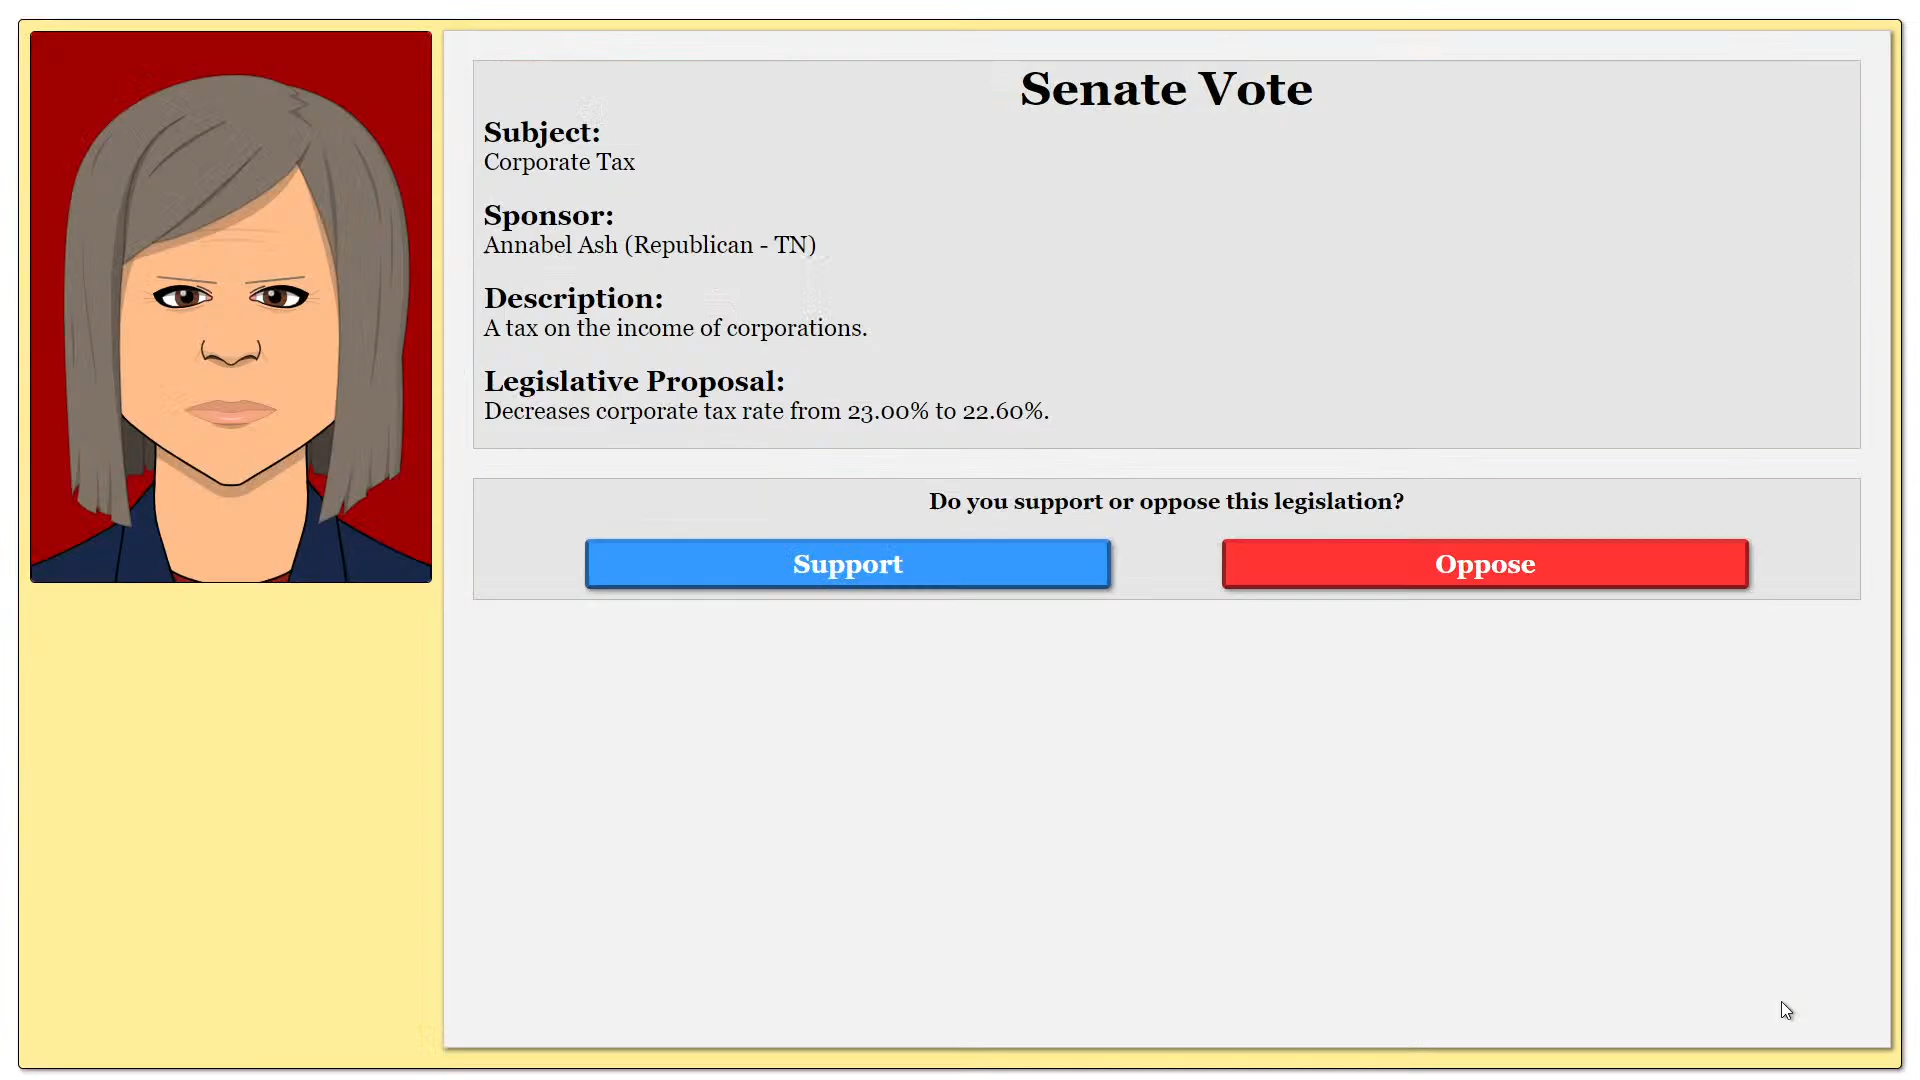 Senate Vote
Subject:
Corporate Tax
Sponsor:
Annabel Ash (Republican - TN)
Description:
A tax on the income of corporations.
Legislative Proposal:
Decreases corporate tax rate from 23.00% to 22.60%.
Do you support or oppose this legislation?
Support
Oppose